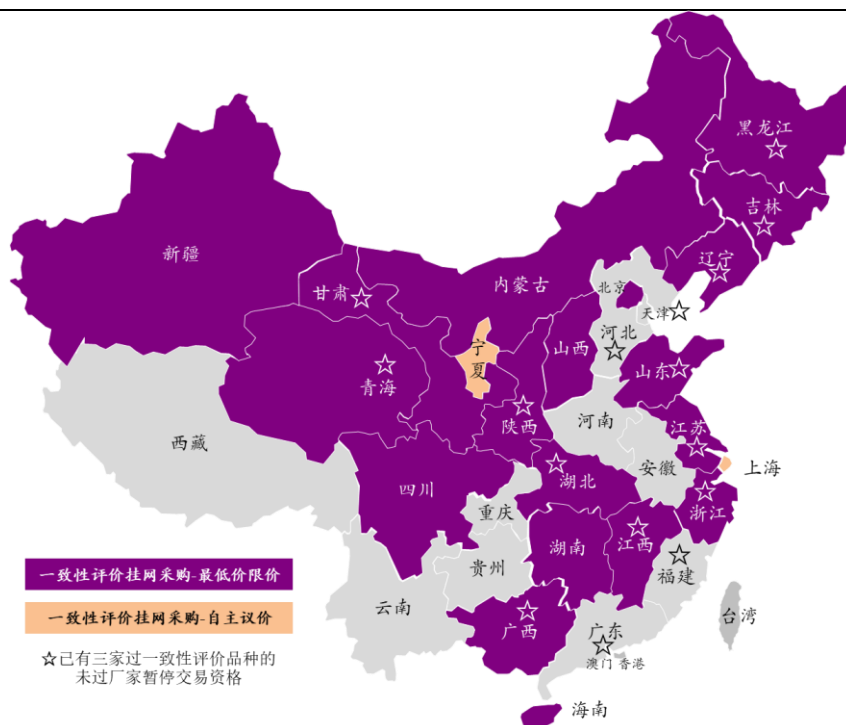 黑龙江
吉林
辽宁
新疆
内蒙古
北京
甘肃
天津
河北
宁夏
山西
山东
青海
陕西
河南
江苏
西藏
安徽
上海
四川
湖北
浙江
重庆
湖南
江西
一致性评价挂网采购-最低价限价
贵州
福建
云南
一致性评价挂网采购-自主议价
台湾
广西
广东
☆已有三家过一致性评价品种的
未过厂家暂停交易资格
澳门 香港
海南